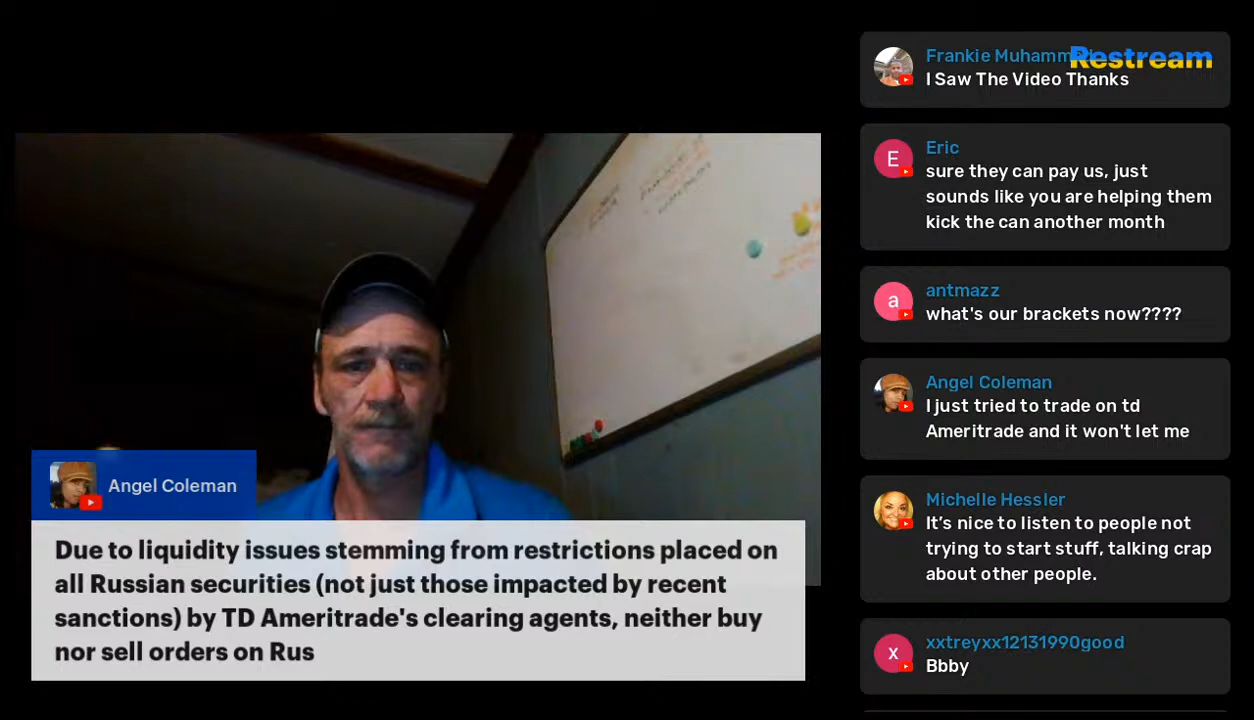 Frankie Muhamm
Restream
I Saw The Video Thanks
E
Eric
sure they can pay us, just
sounds like you are helping them
kick the can another month
a
antmazz
what's our brackets now????
Angel Coleman
I just tried to trade on td
Ameritrade and it won't let me
Michelle Hessler
It's nice to listen to people not
trying to start stuff, talking crap
about other people.
x
xxtreyxx12131990good
Bbby
Angel Coleman
Due to liquidity issues stemming from restrictions placed on
all Russian securities (not just those impacted by recent
sanctions) by TD Ameritrade's clearing agents, neither buy
nor sell orders on Rus